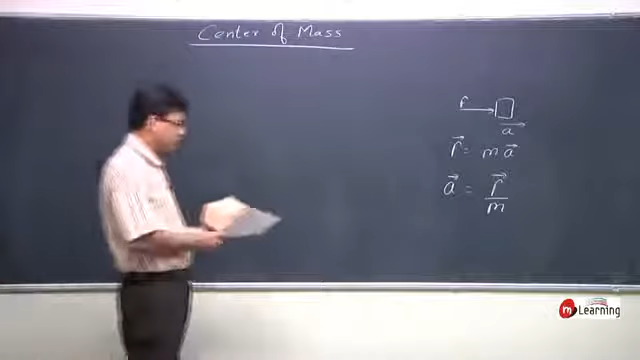 Center of Mass
F
a
F = ma
a = F/m
m Learning